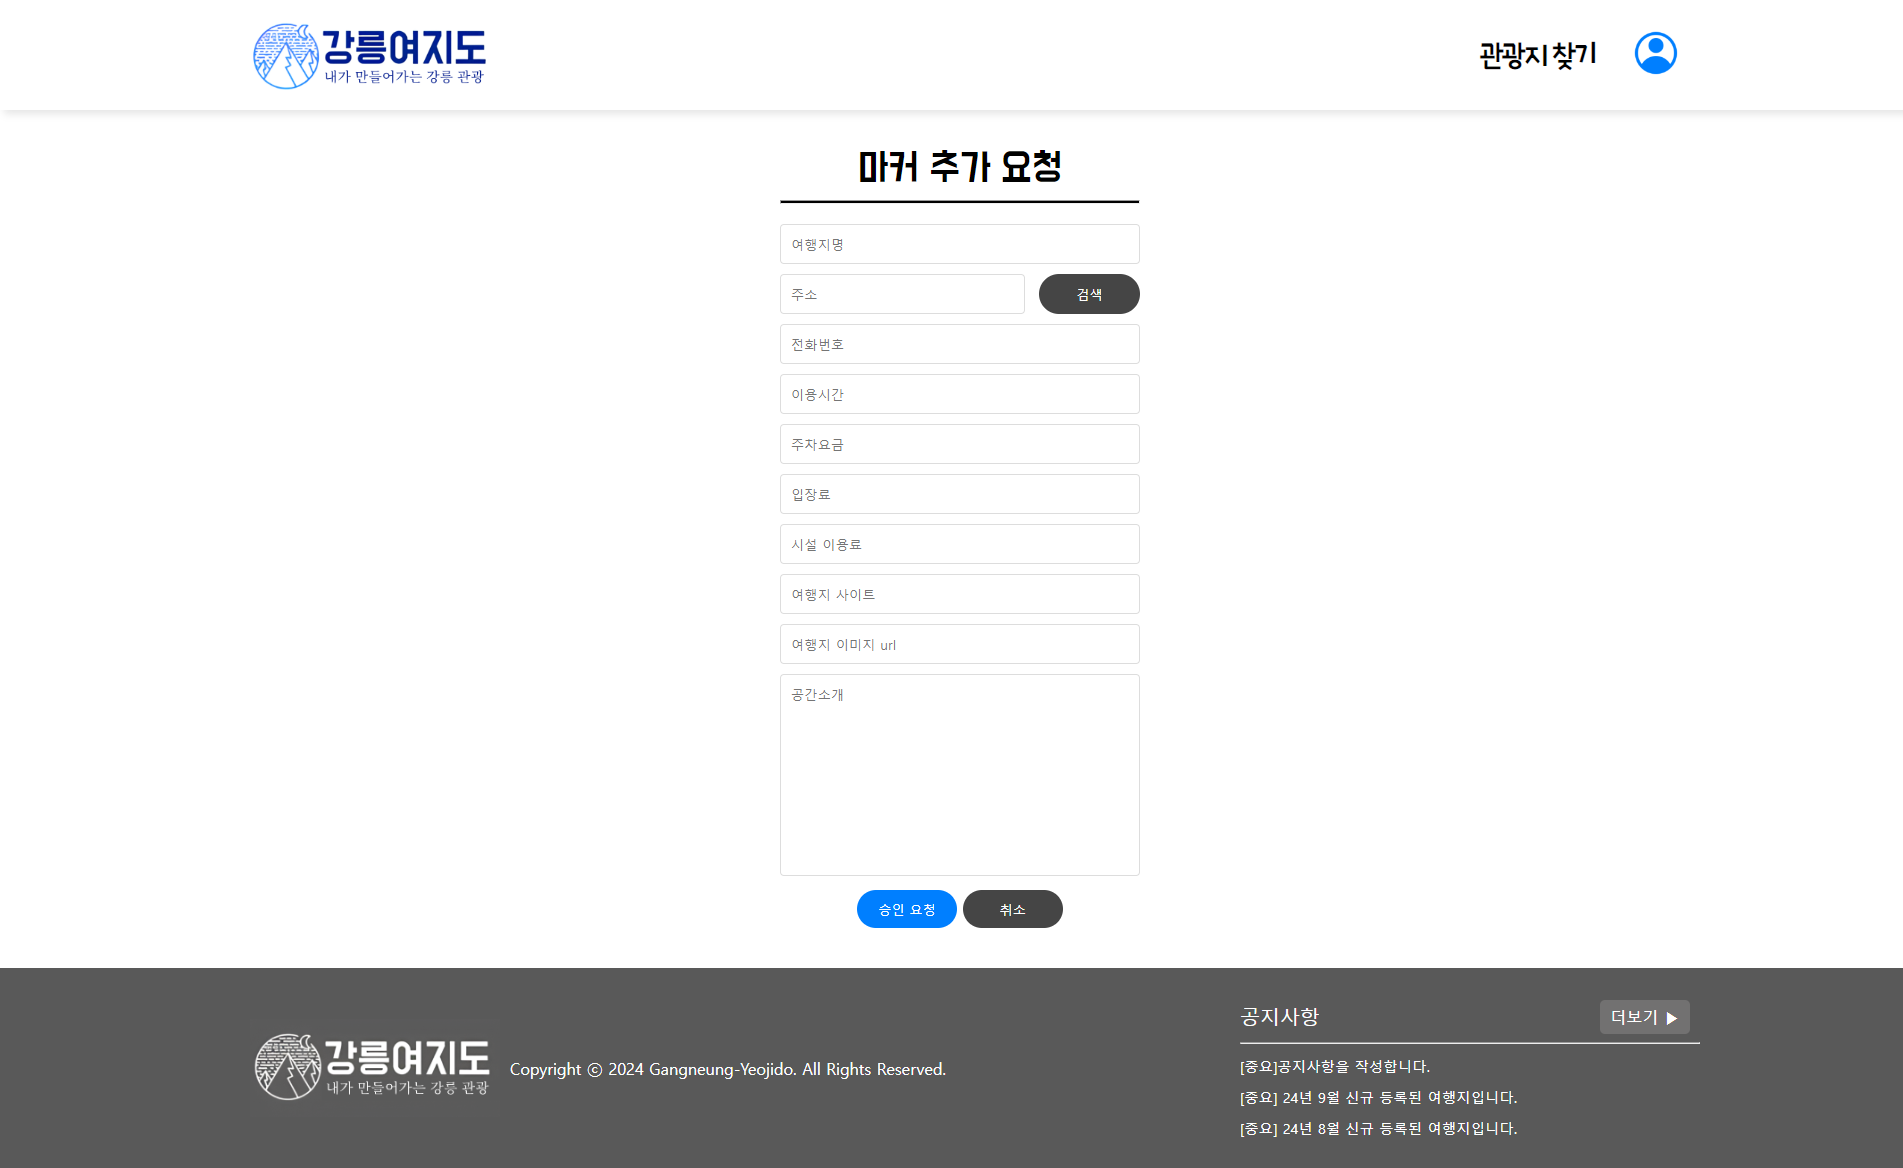 강릉여지도
내가 만들어가는 강릉 관광
관광지 찾기
마커 추가 요청
여행지명
주소
검색
전화번호
이용시간
주차요금
입장료
시설 이용료
여행지 사이트
여행지 이미지 url
공간소개
승인 요청
취소
강릉여지도
내가 만들어가는 강릉 관광
Copyright ⓒ 2024 Gangneung-Yeojido. All Rights Reserved.
공지사항
더보기 ▶
[중요]공지사항을 작성합니다.
[중요] 24년 9월 신규 등록된 여행지입니다.
[중요] 24년 8월 신규 등록된 여행지입니다.